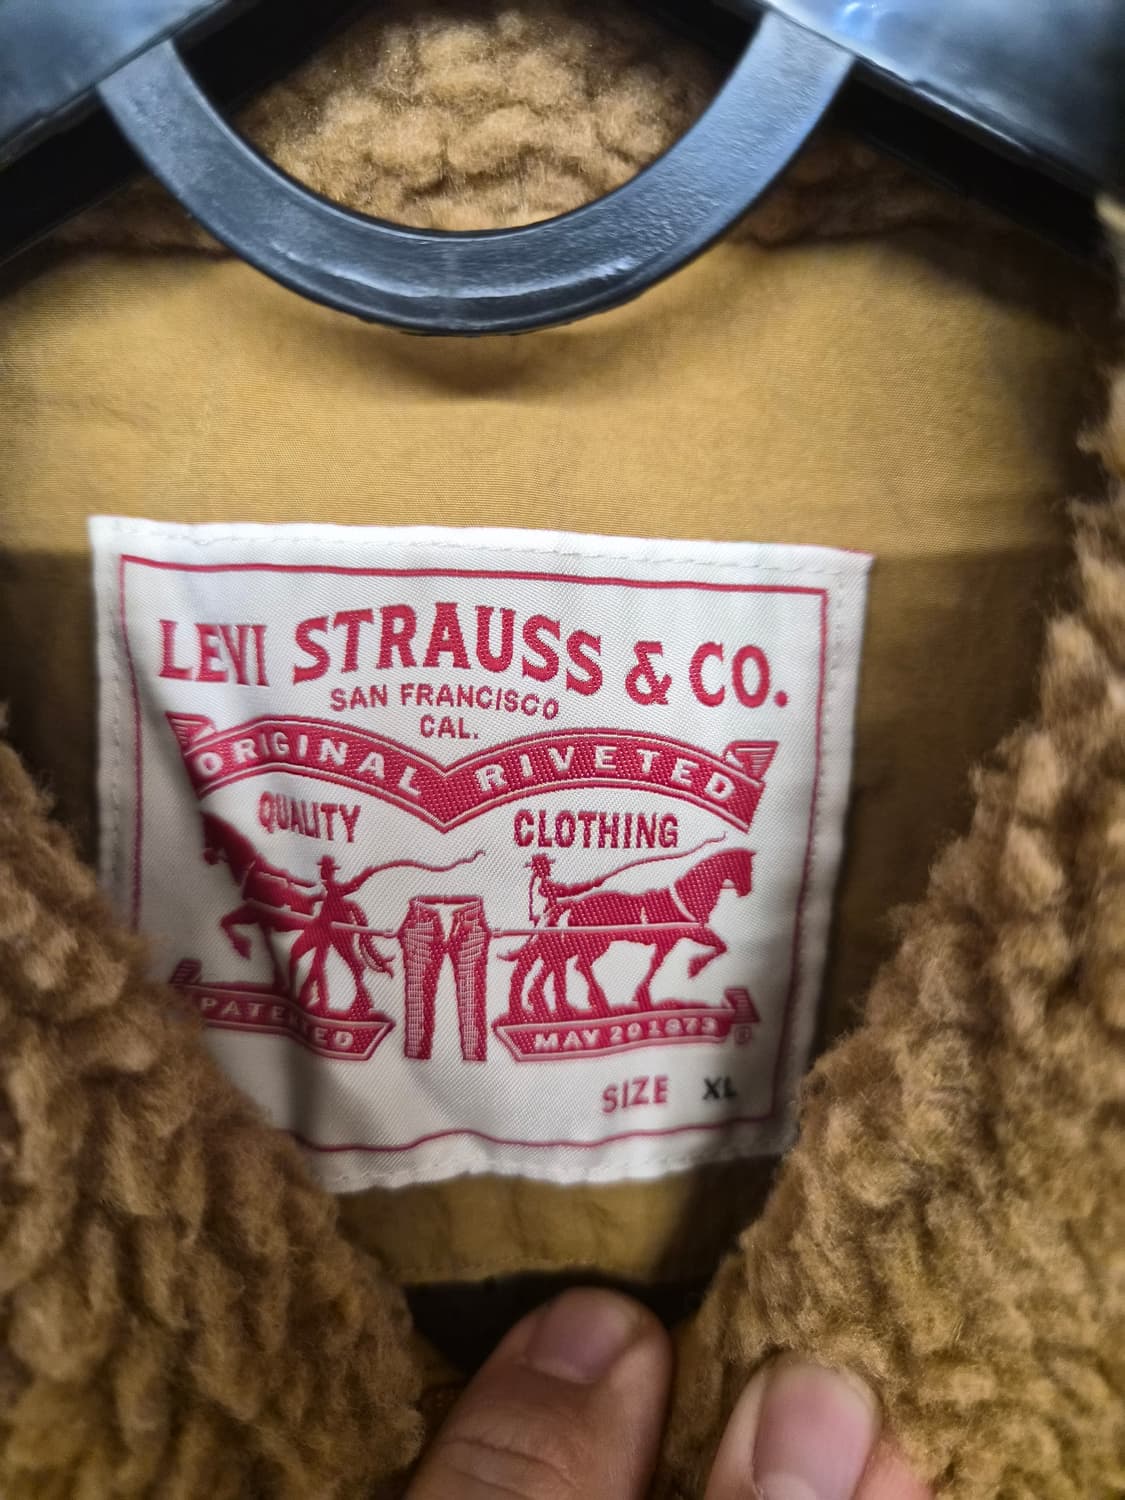 LEVI STRAUSS & CO.
SAN FRANCISCO
CAL.
ORIGINAL RIVETED
QUALITY CLOTHING
PATENTED MAY 20 1873
SIZE XL